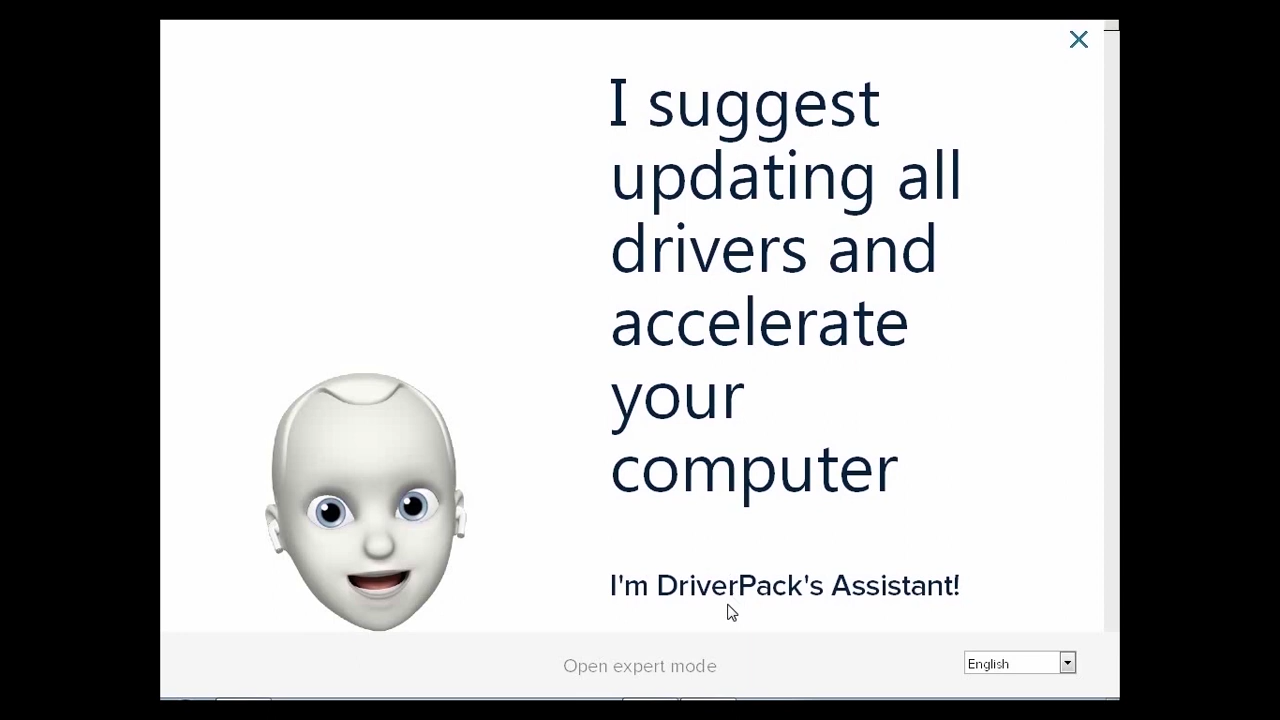 I suggest
updating all
drivers and
accelerate
your
computer
I'm DriverPack's Assistant!
Open expert mode
English